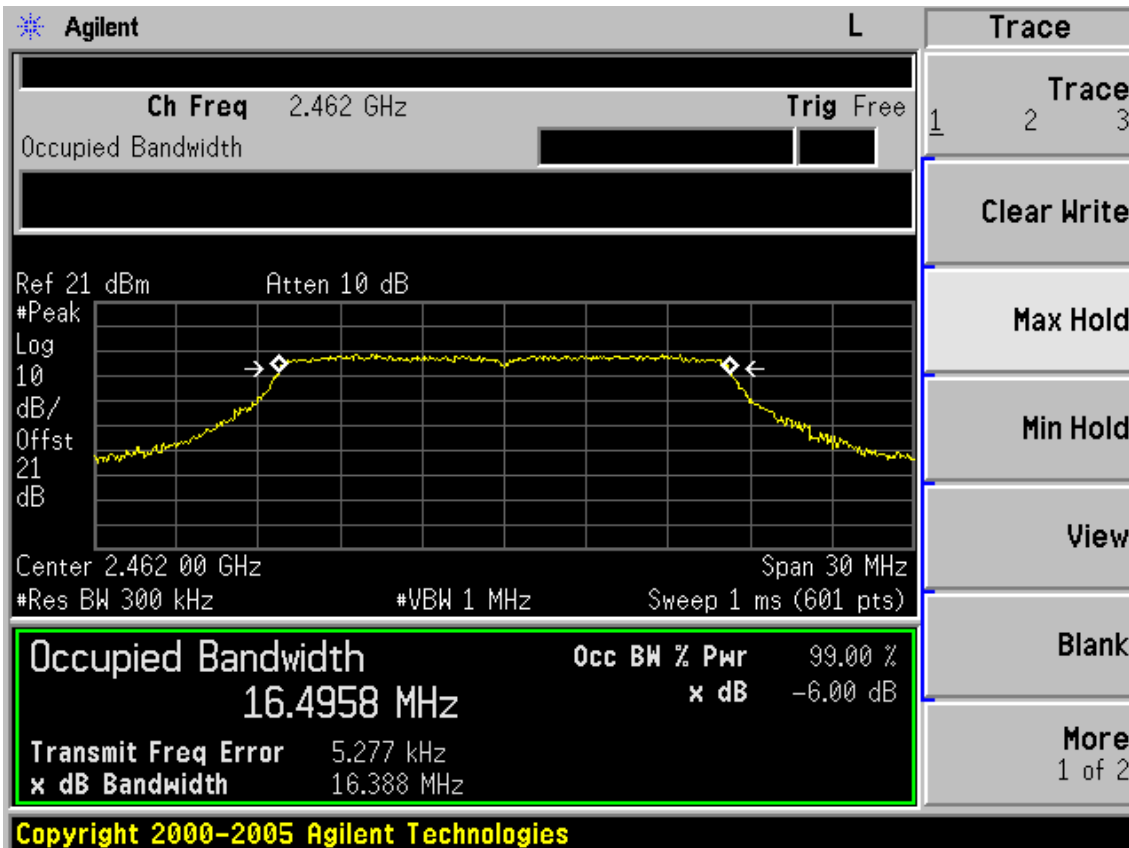 Agilent L Trace
Ch Freq 2.462 GHz Trig Free
Occupied Bandwidth
Trace
1 2 3
Clear Write
Max Hold
Min Hold
View
Blank
More
1 of 2
Ref 21 dBm Atten 10 dB
#Peak
Log
10
dB/
Offst
21
dB
Center 2.462 00 GHz Span 30 MHz
#Res BW 300 kHz #VBW 1 MHz Sweep 1 ms (601 pts)
Occupied Bandwidth Occ BW % Pwr 99.00 %
16.4958 MHz x dB -6.00 dB
Transmit Freq Error 5.277 kHz
x dB Bandwidth 16.388 MHz
Copyright 2000-2005 Agilent Technologies